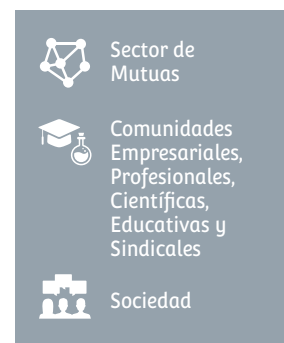 Sector de
Mutuas
Comunidades
Empresariales,
Profesionales,
Científicas,
Educativas y
Sindicales
Sociedad